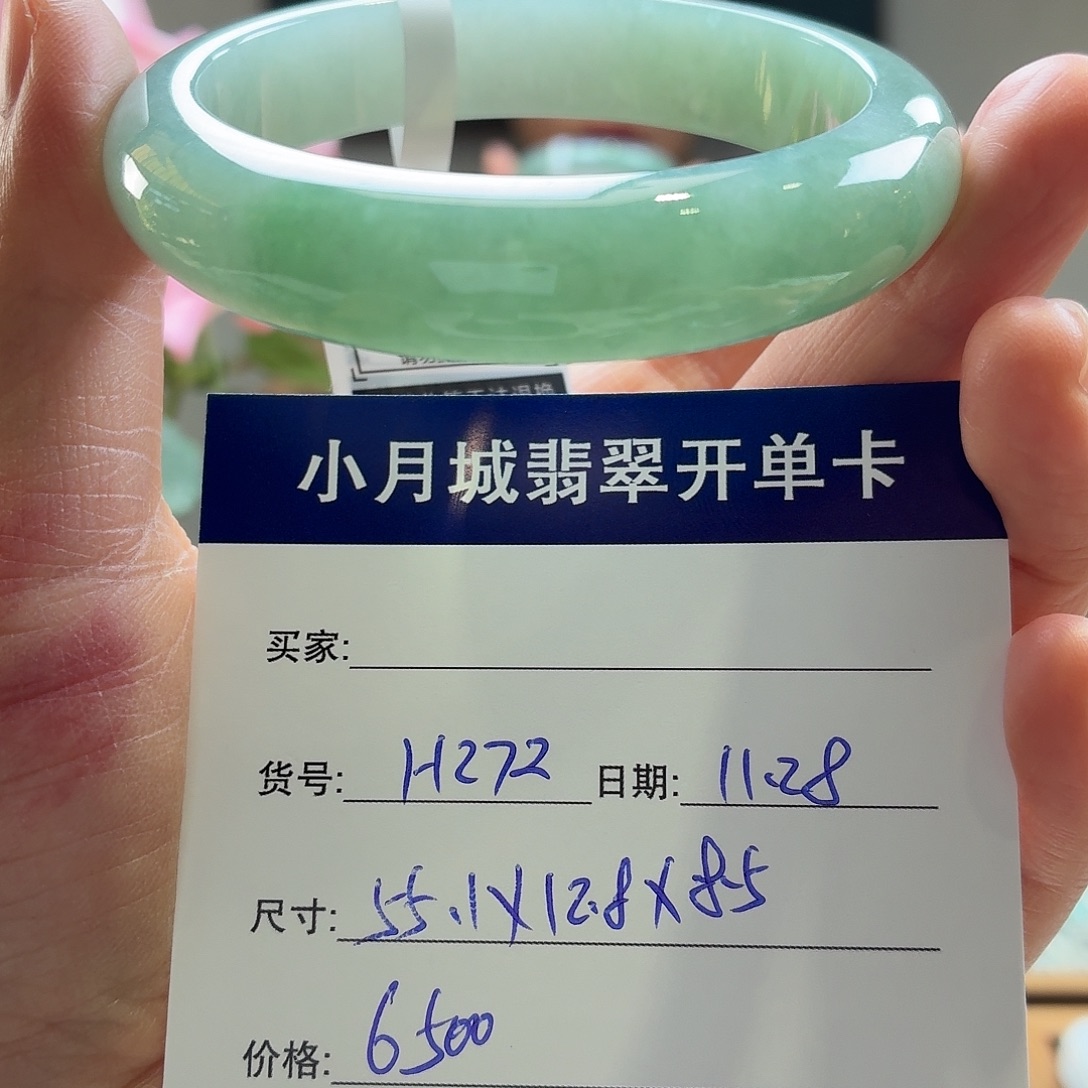 小月城翡翠开单卡
买家:
货号: H272 日期: 11.28
尺寸: 55.1X12.8X8.5
价格: 6500